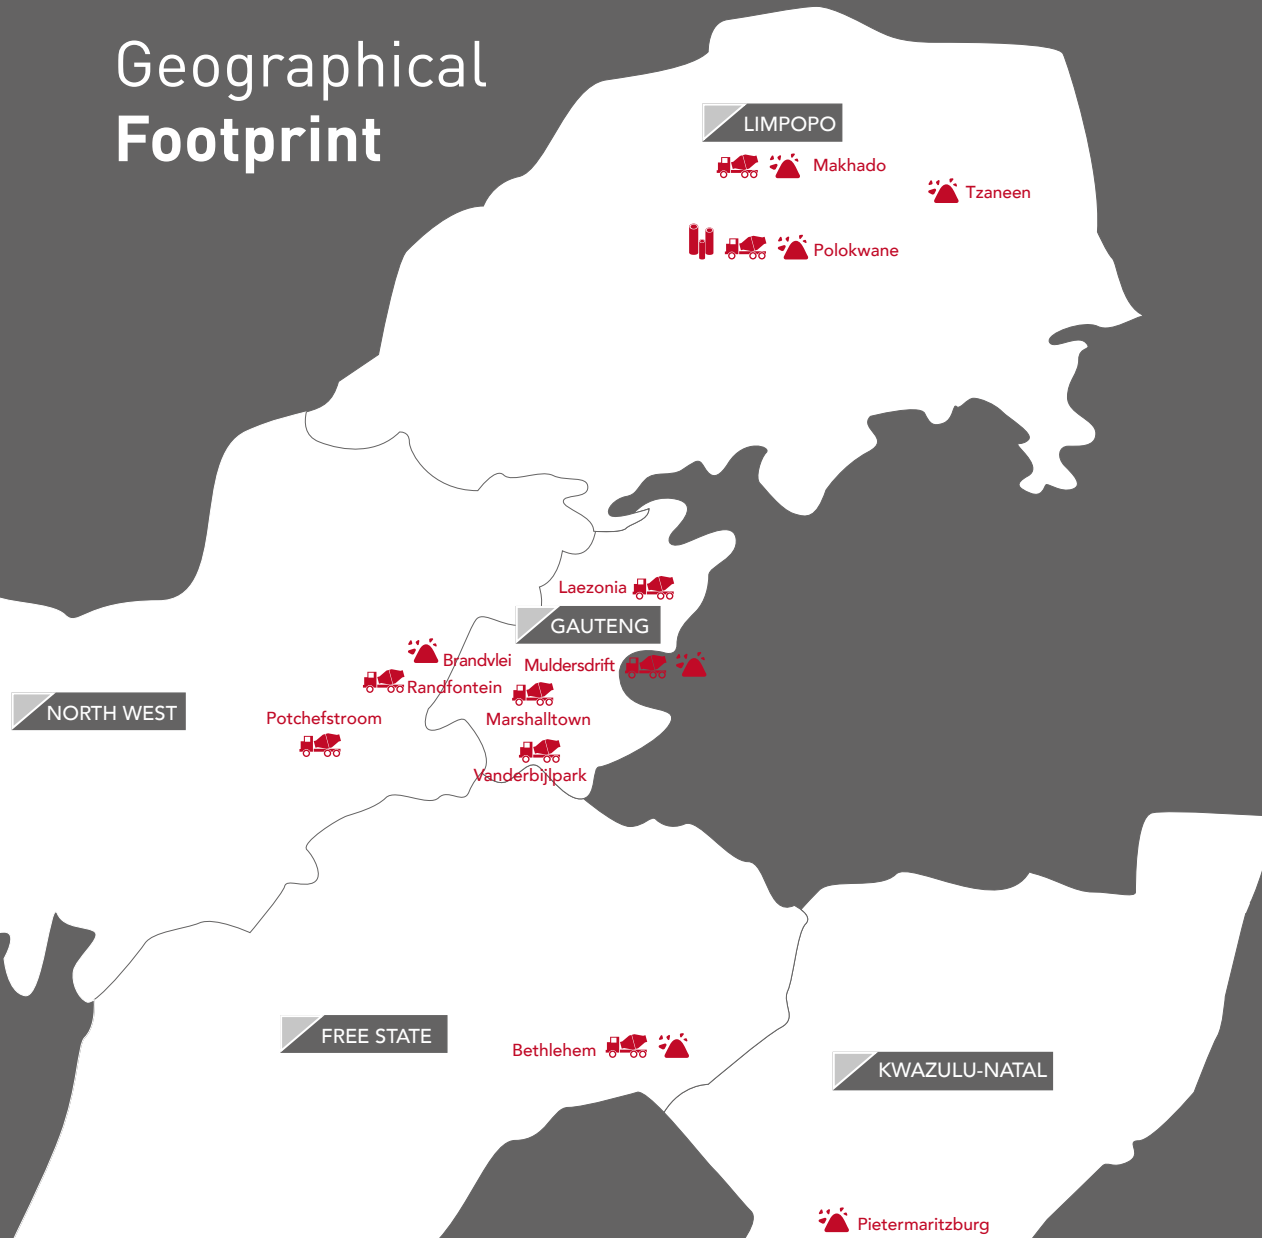 Geographical
Footprint
LIMPOPO
Makhado
Tzaneen
Polokwane
Laezonia
GAUTENG
Brandvlei
Muldersdrift
Randfontein
NORTH WEST
Potchefstroom
Marshalltown
Vanderbijlpark
FREE STATE
Bethlehem
KWAZULU-NATAL
Pietermaritzburg